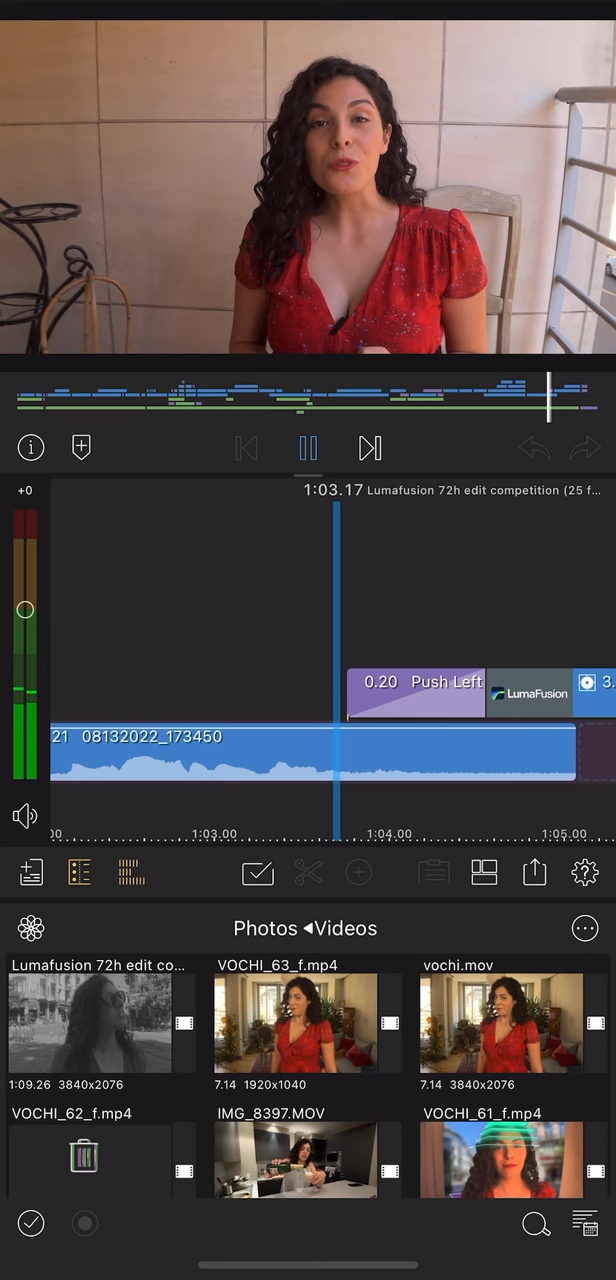 +0
1:03.17 Lumafusion 72h edit competition (25 f...
0.20 Push Left
LumaFusion
3.
21 08132022_173450
00 1:03.00 1:04.00 1:05.00
Photos ◂Videos
Lumafusion 72h edit co... VOCHI_63_f.mp4 vochi.mov
1:09.26 3840x2076 7.14 1920x1040 7.14 3840x2076
VOCHI_62_f.mp4 IMG_8397.MOV VOCHI_61_f.mp4